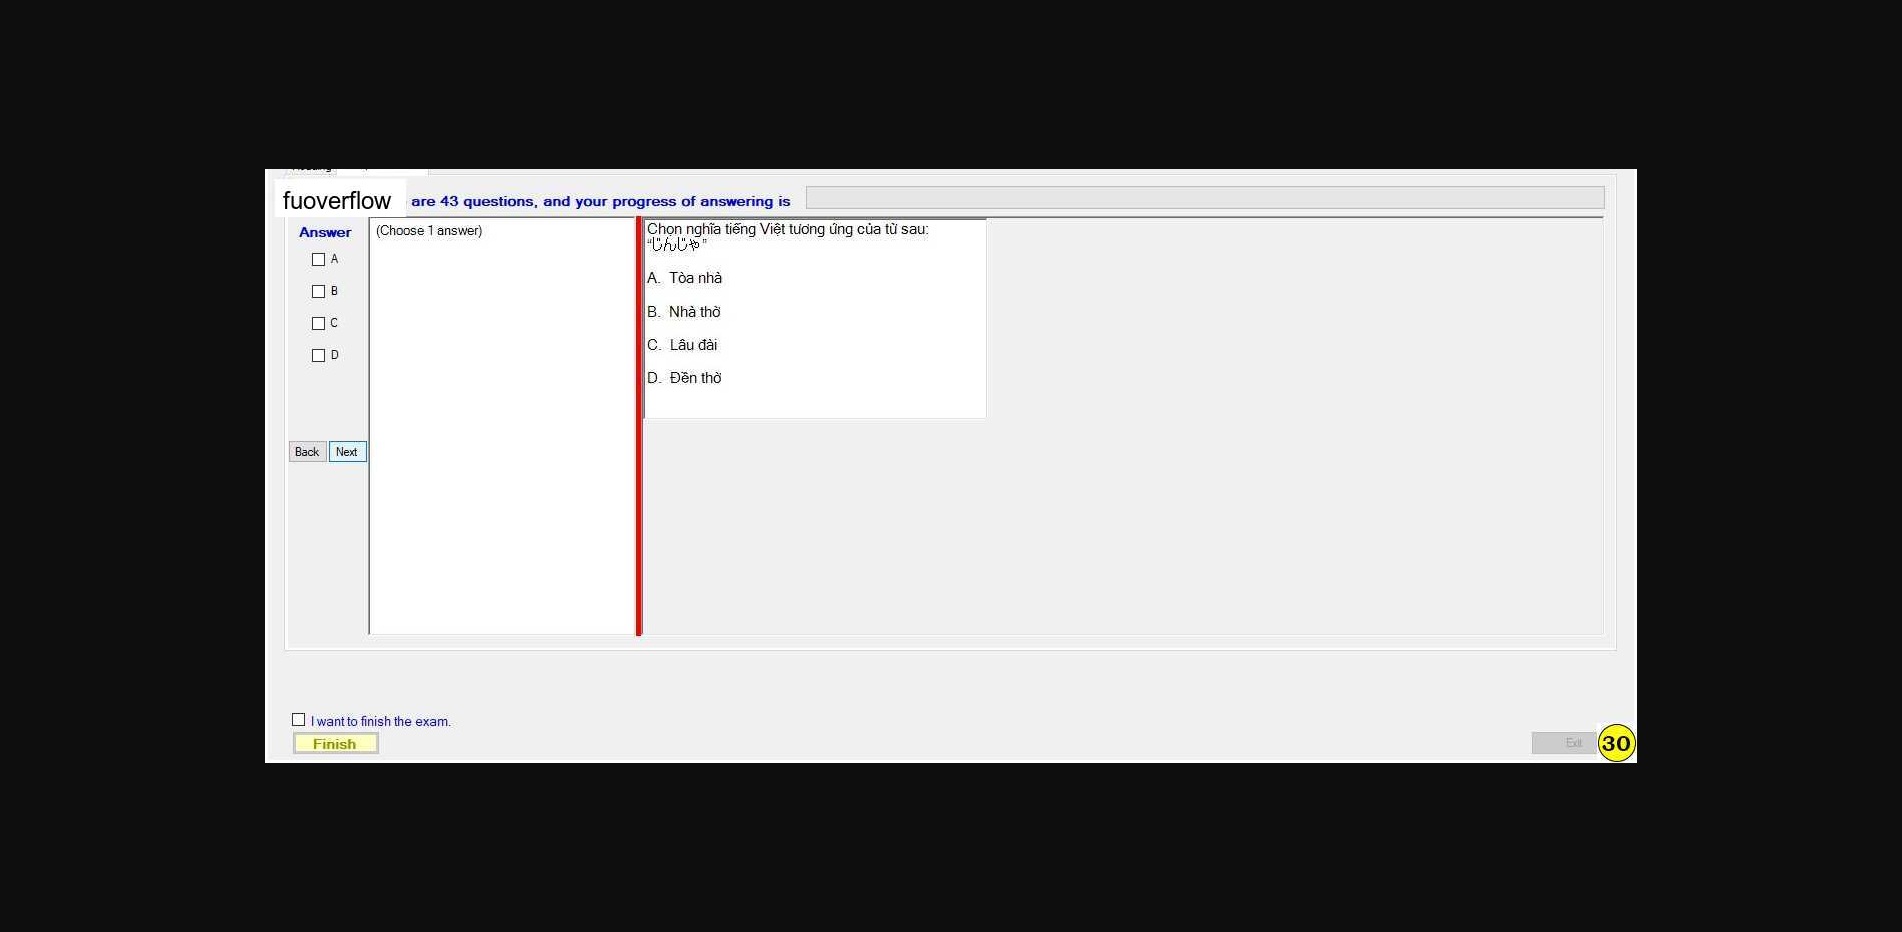 fuoverflow are 43 questions, and your progress of answering is
Answer
(Choose 1 answer)
A
B
C
D
Back Next
Chọn nghĩa tiếng Việt tương ứng của từ sau:
“じんじゃ”
A. Tòa nhà
B. Nhà thờ
C. Lâu đài
D. Đền thờ
I want to finish the exam.
Finish
Exit
30